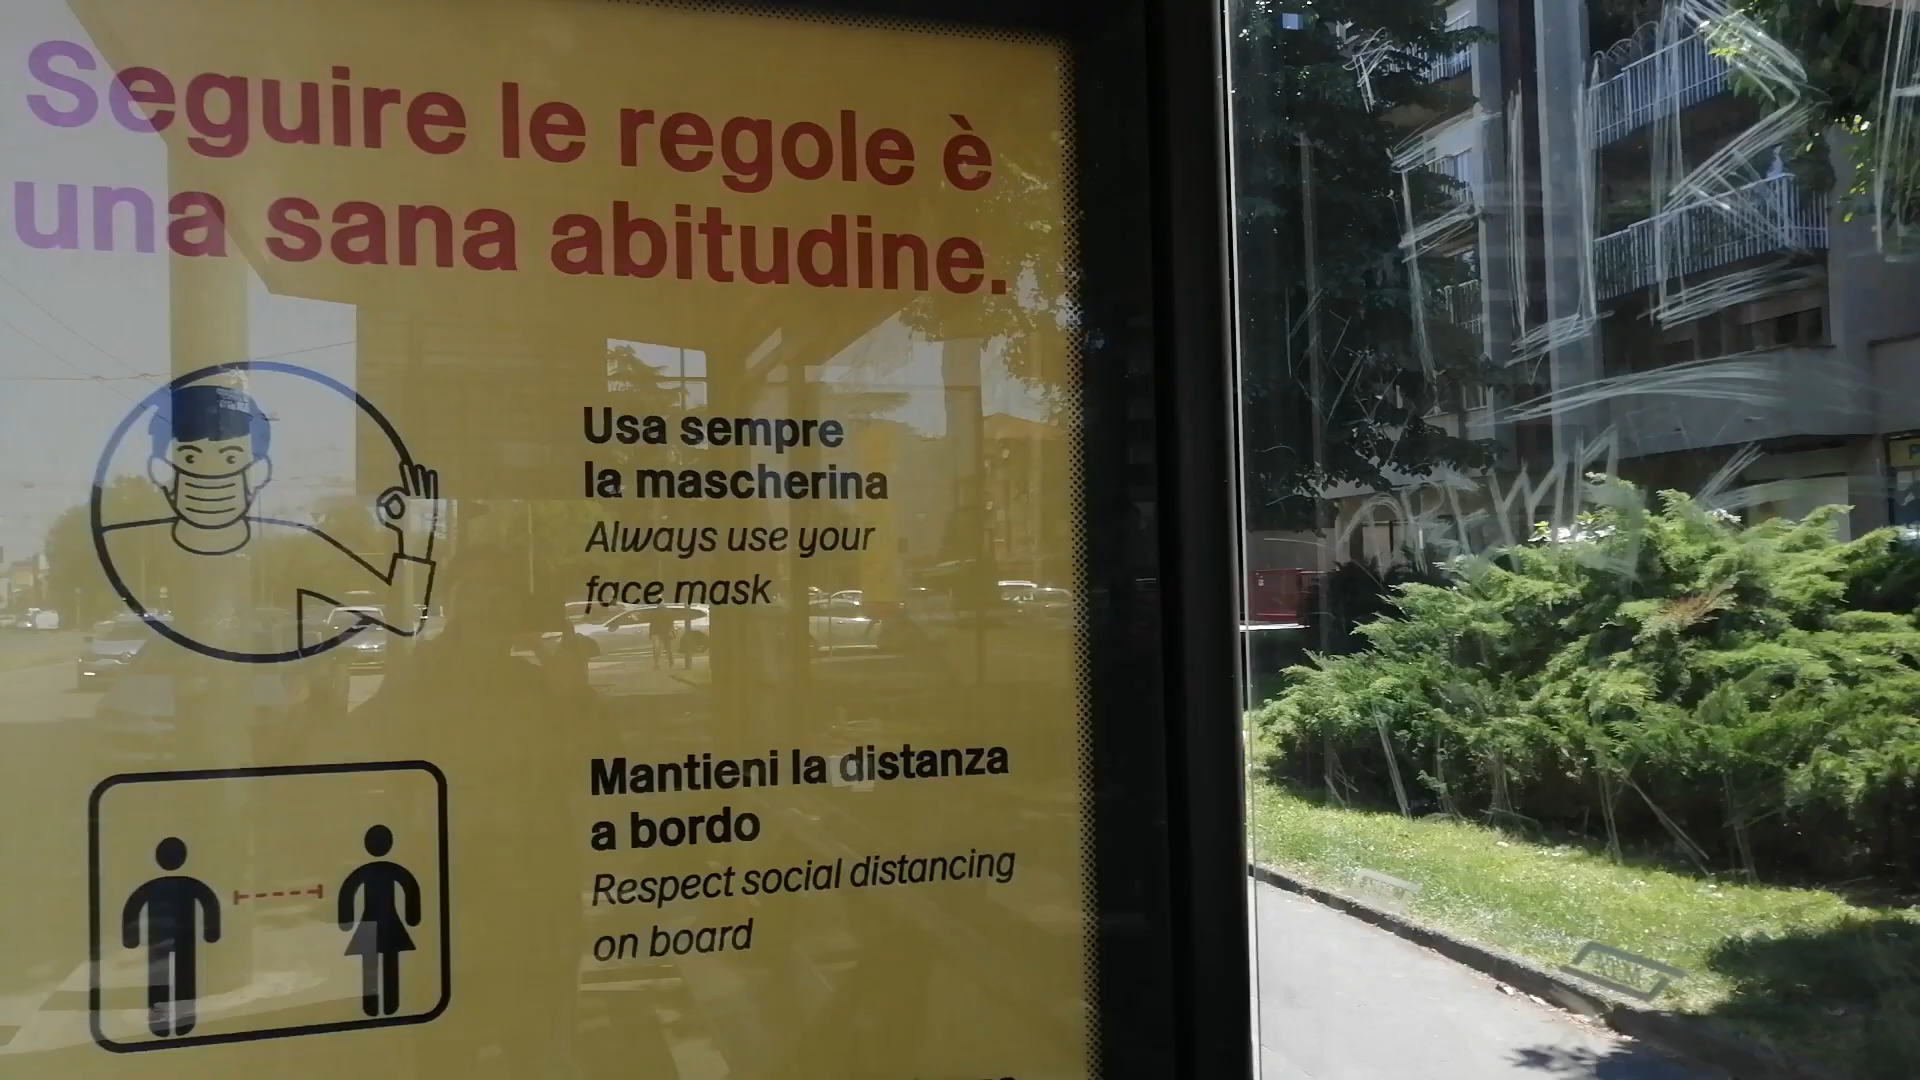 Seguire le regole è
una sana abitudine.
Usa sempre
la mascherina
Always use your
face mask
Mantieni la distanza
a bordo
Respect social distancing
on board